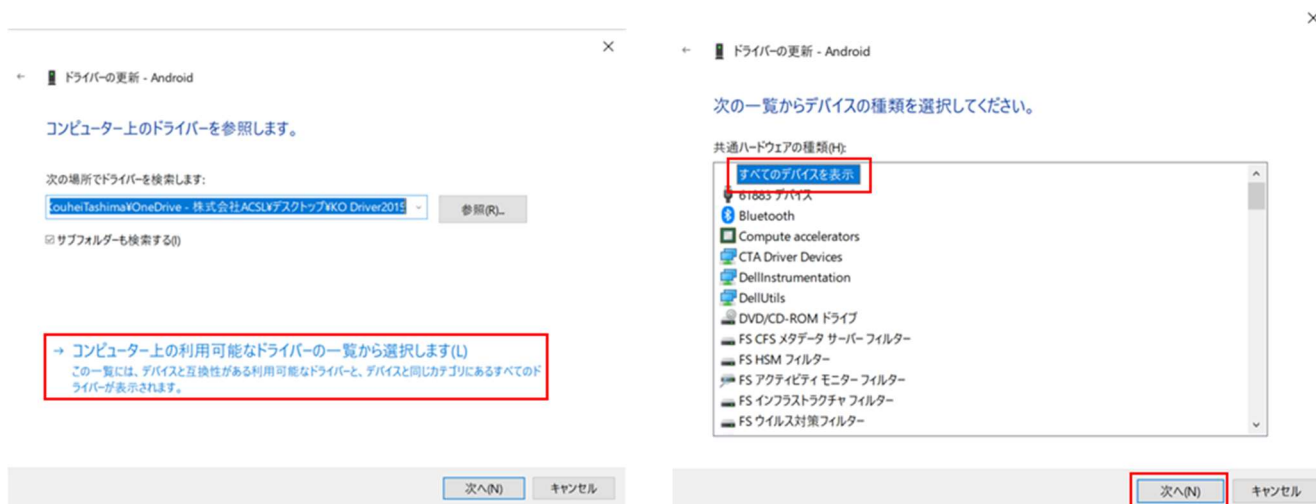 ← ドライバーの更新 - Android
コンピューター上のドライバーを参照します。
次の場所でドライバーを検索します:
ouheiTashima¥OneDrive - 株式会社ACSL¥デスクトップ¥KO Driver2015
参照(R)...
サブフォルダーも検索する(I)
→ コンピューター上の利用可能なドライバーの一覧から選択します(L)
この一覧には、デバイスと互換性がある利用可能なドライバーと、デバイスと同じカテゴリにあるすべてのド
ライバーが表示されます。
次へ(N)
キャンセル
← ドライバーの更新 - Android
次の一覧からデバイスの種類を選択してください。
共通ハードウェアの種類(H):
すべてのデバイスを表示
61883 デバイス
Bluetooth
Compute accelerators
CTA Driver Devices
DellInstrumentation
DellUtils
DVD/CD-ROM ドライブ
FS CFS メタデータ サーバー フィルター
FS HSM フィルター
FS アクティビティ モニター フィルター
FS インフラストラクチャ フィルター
FS ウイルス対策フィルター
次へ(N)
キャンセル